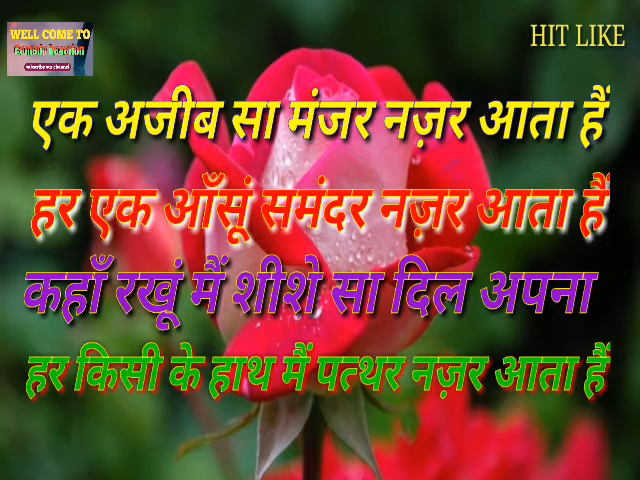 WELL COME TO
HIT LIKE
एक अजीब सा मंजर नज़र आता हैं
हर एक आँसूं समंदर नज़र आता हैं
कहाँ रखूं मैं शीशे सा दिल अपना
हर किसी के हाथ मैं पत्थर नज़र आता हैं